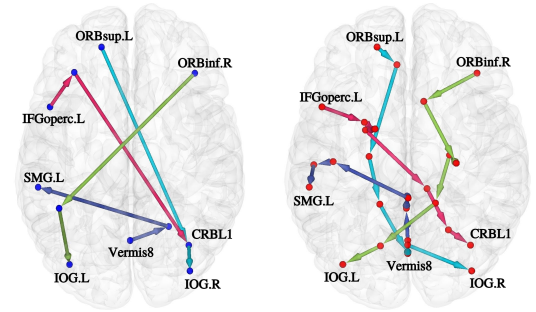 ORBsup.L
ORBinf.R
IFGoperc.L
SMG.L
CRBL1
Vermis8
IOG.L
IOG.R
ORBsup.L
ORBinf.R
IFGoperc.L
SMG.L
CRBL1
Vermis8
IOG.L
IOG.R